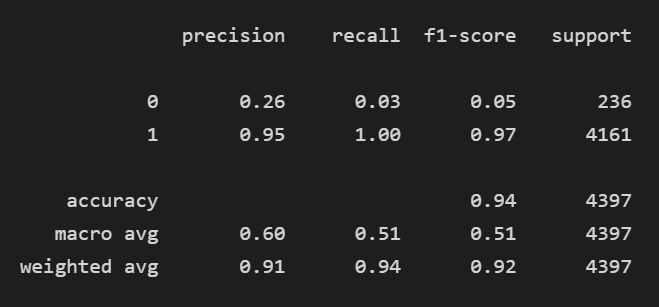 precision recall f1-score support
0 0.26 0.03 0.05 236
1 0.95 1.00 0.97 4161
accuracy 0.94 4397
macro avg 0.60 0.51 0.51 4397
weighted avg 0.91 0.94 0.92 4397